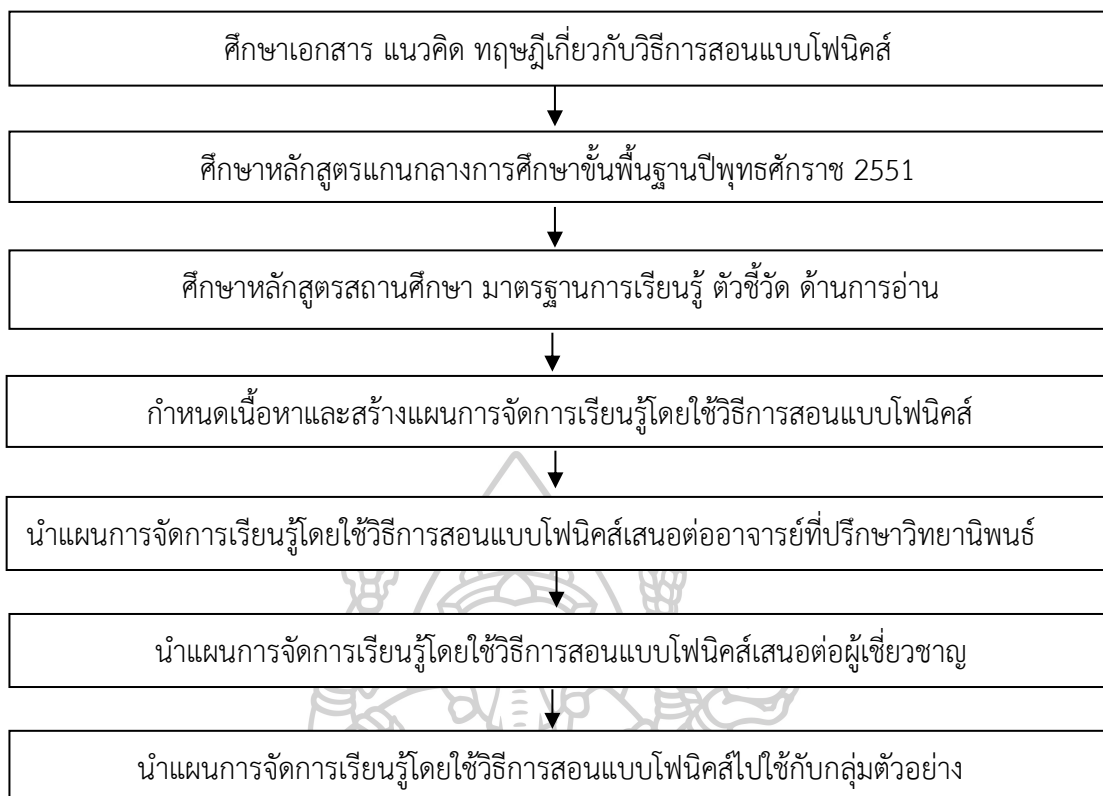 ศึกษาเอกสาร แนวคิด ทฤษฎีเกี่ยวกับวิธีการสอนแบบโฟนิคส์
ศึกษาหลักสูตรแกนกลางการศึกษาขั้นพื้นฐานปีพุทธศักราช 2551
ศึกษาหลักสูตรสถานศึกษา มาตรฐานการเรียนรู้ ตัวชี้วัด ด้านการอ่าน
กำหนดเนื้อหาและสร้างแผนการจัดการเรียนรู้โดยใช้วิธีการสอนแบบโฟนิคส์
นำแผนการจัดการเรียนรู้โดยใช้วิธีการสอนแบบโฟนิคส์เสนอต่ออาจารย์ที่ปรึกษาวิทยานิพนธ์
นำแผนการจัดการเรียนรู้โดยใช้วิธีการสอนแบบโฟนิคส์เสนอต่อผู้เชี่ยวชาญ
นำแผนการจัดการเรียนรู้โดยใช้วิธีการสอนแบบโฟนิคส์ไปใช้กับกลุ่มตัวอย่าง